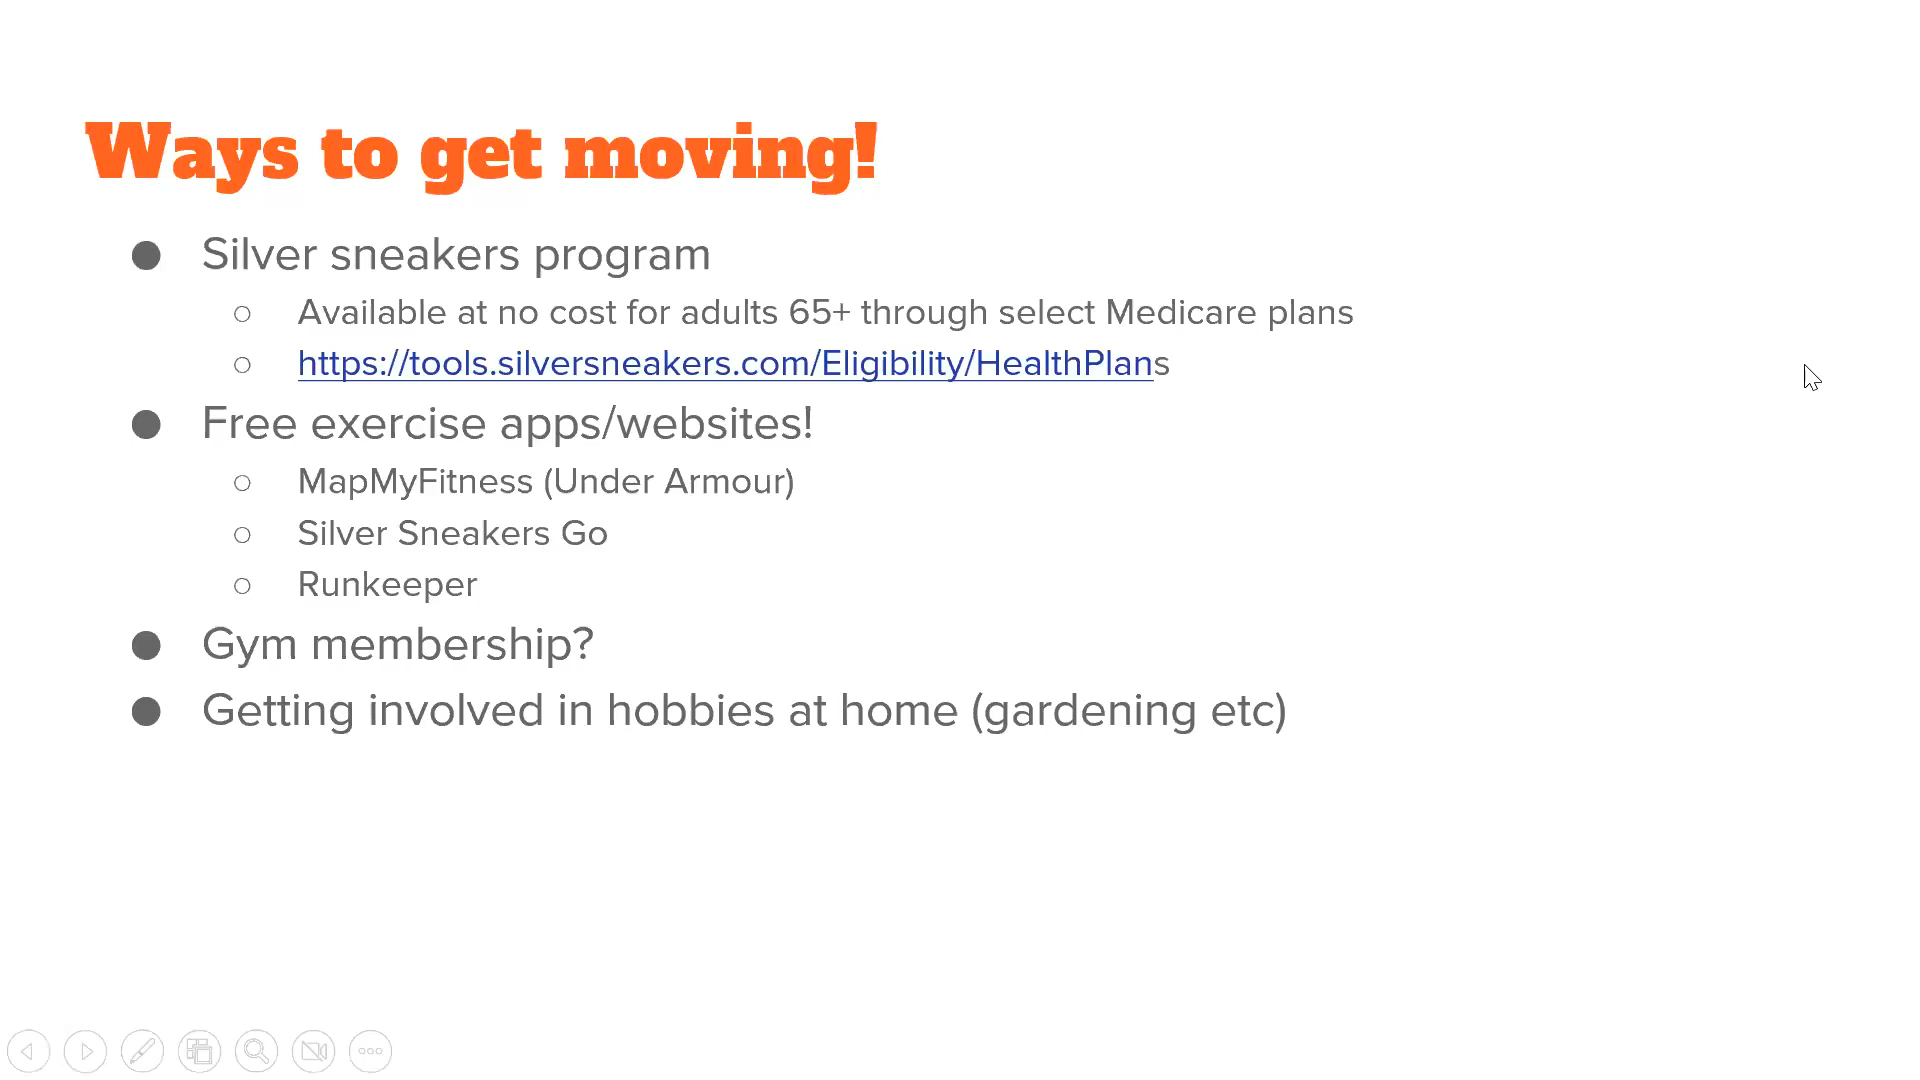 Ways to get moving!
● Silver sneakers program
○ Available at no cost for adults 65+ through select Medicare plans
○ https://tools.silversneakers.com/Eligibility/HealthPlans
● Free exercise apps/websites!
○ MapMyFitness (Under Armour)
○ Silver Sneakers Go
○ Runkeeper
● Gym membership?
● Getting involved in hobbies at home (gardening etc)